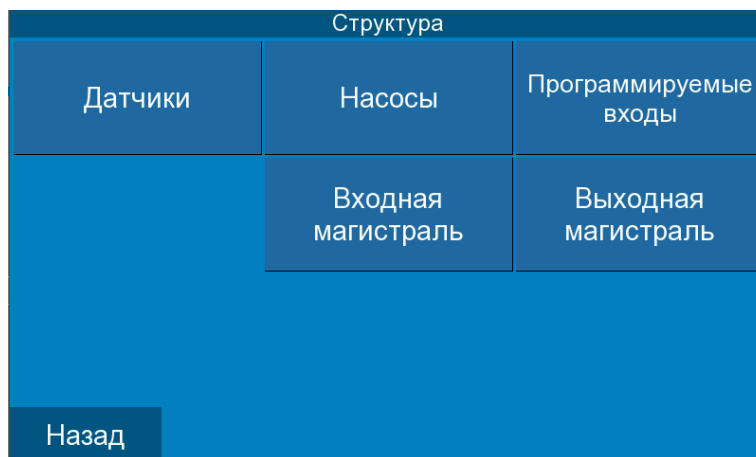 Структура
Датчики
Насосы
Программируемые
входы
Входная
магистраль
Выходная
магистраль
Назад